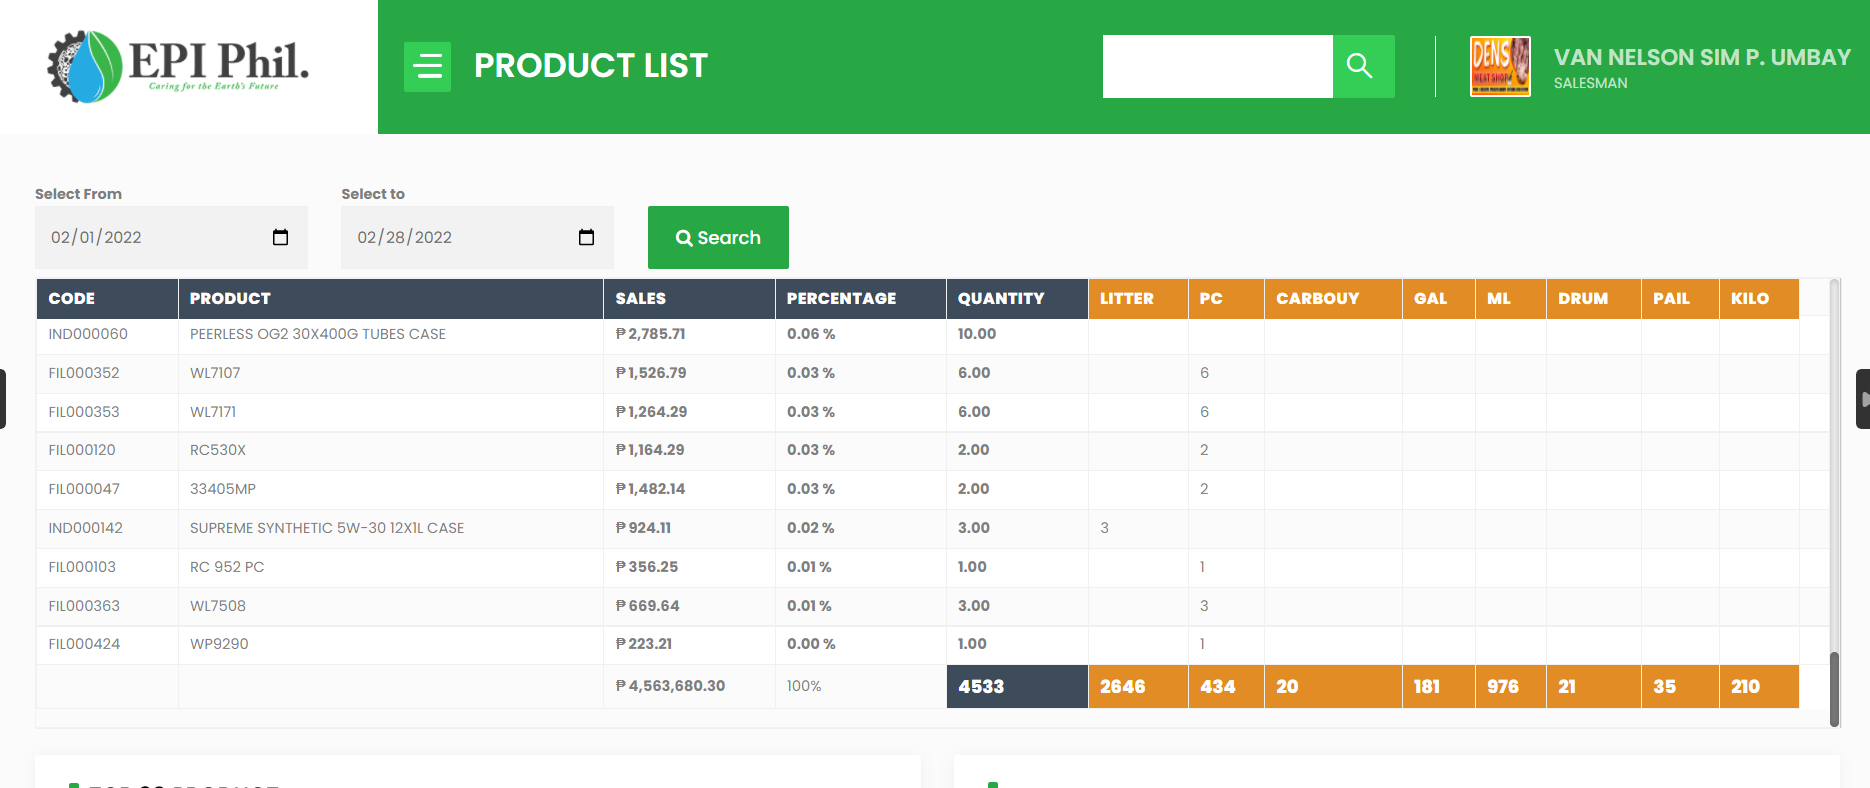 EPI Phil.
Caring for the Earth's Future
PRODUCT LIST
DENS
MEAT SHOP
VAN NELSON SIM P. UMBAY
SALESMAN
Select From
Select to
02/01/2022
02/28/2022
Search
CODE PRODUCT SALES PERCENTAGE QUANTITY LITTER PC CARBOUY GAL ML DRUM PAIL KILO
IND000060 PEERLESS OG2 30X400G TUBES CASE ₱ 2,785.71 0.06 % 10.00
FIL000352 WL7107 ₱ 1,526.79 0.03 % 6.00 6
FIL000353 WL7171 ₱ 1,264.29 0.03 % 6.00 6
FIL000120 RC530X ₱ 1,164.29 0.03 % 2.00 2
FIL000047 33405MP ₱ 1,482.14 0.03 % 2.00 2
IND000142 SUPREME SYNTHETIC 5W-30 12X1L CASE ₱ 924.11 0.02 % 3.00 3
FIL000103 RC 952 PC ₱ 356.25 0.01 % 1.00 1
FIL000363 WL7508 ₱ 669.64 0.01 % 3.00 3
FIL000424 WP9290 ₱ 223.21 0.00 % 1.00 1
₱ 4,563,680.30 100% 4533 2646 434 20 181 976 21 35 210